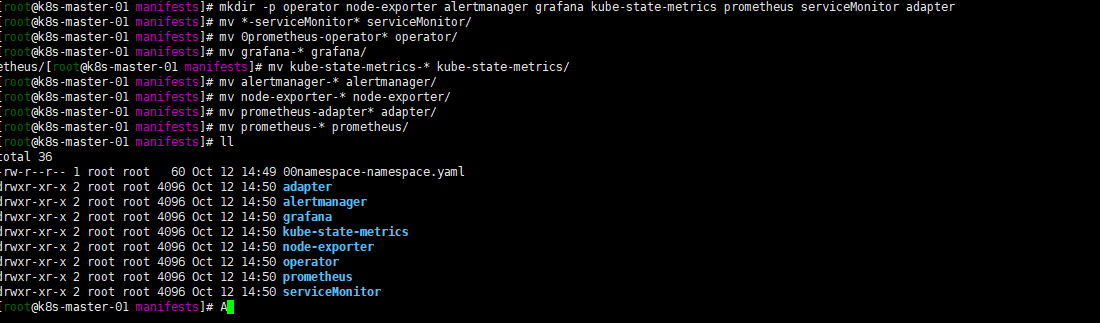 [root@k8s-master-01 manifests]# mkdir -p operator node-exporter alertmanager grafana kube-state-metrics prometheus serviceMonitor adapter
[root@k8s-master-01 manifests]# mv *-serviceMonitor* serviceMonitor/
[root@k8s-master-01 manifests]# mv 0prometheus-operator* operator/
[root@k8s-master-01 manifests]# mv grafana-* grafana/
etheus/[root@k8s-master-01 manifests]# mv kube-state-metrics-* kube-state-metrics/
[root@k8s-master-01 manifests]# mv alertmanager-* alertmanager/
[root@k8s-master-01 manifests]# mv node-exporter-* node-exporter/
[root@k8s-master-01 manifests]# mv prometheus-adapter* adapter/
[root@k8s-master-01 manifests]# mv prometheus-* prometheus/
[root@k8s-master-01 manifests]# ll
total 36
-rw-r--r-- 1 root root   60 Oct 12 14:49 00namespace-namespace.yaml
drwxr-xr-x 2 root root 4096 Oct 12 14:50 adapter
drwxr-xr-x 2 root root 4096 Oct 12 14:50 alertmanager
drwxr-xr-x 2 root root 4096 Oct 12 14:50 grafana
drwxr-xr-x 2 root root 4096 Oct 12 14:50 kube-state-metrics
drwxr-xr-x 2 root root 4096 Oct 12 14:50 node-exporter
drwxr-xr-x 2 root root 4096 Oct 12 14:50 operator
drwxr-xr-x 2 root root 4096 Oct 12 14:50 prometheus
drwxr-xr-x 2 root root 4096 Oct 12 14:50 serviceMonitor
[root@k8s-master-01 manifests]# A